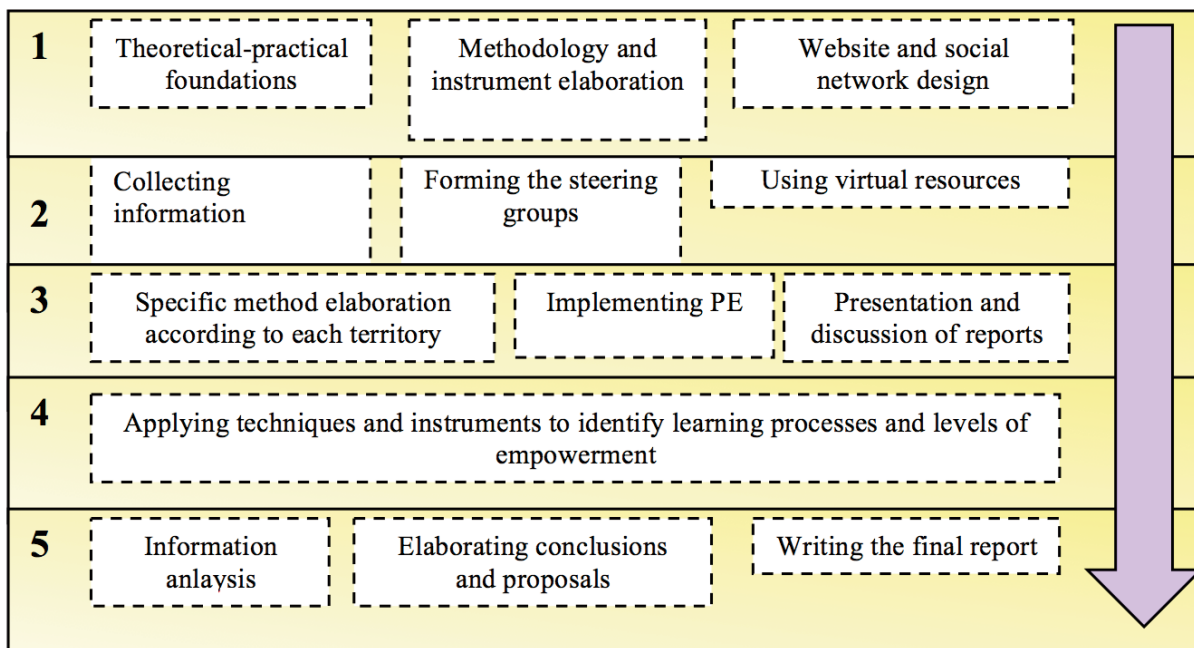 1
Theoretical-practical
foundations
Methodology and
instrument elaboration
Website and social
network design
2
Collecting
information
Forming the steering
groups
Using virtual resources
3
Specific method elaboration
according to each territory
Implementing PE
Presentation and
discussion of reports
4
Applying techniques and instruments to identify learning processes and levels of
empowerment
5
Information
anlaysis
Elaborating conclusions
and proposals
Writing the final report